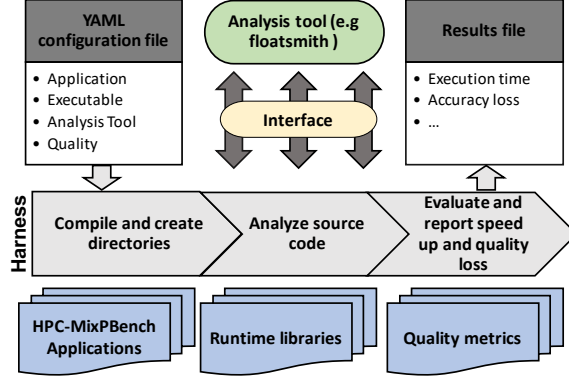 YAML
configuration file
• Application
• Executable
• Analysis Tool
• Quality
Analysis tool (e.g
floatsmith )
Interface
Results file
• Execution time
• Accuracy loss
• ...
Harness
Compile and create
directories
Analyze source
code
Evaluate and
report speed
up and quality
loss
HPC-MixPBench
Applications
Runtime libraries
Quality metrics